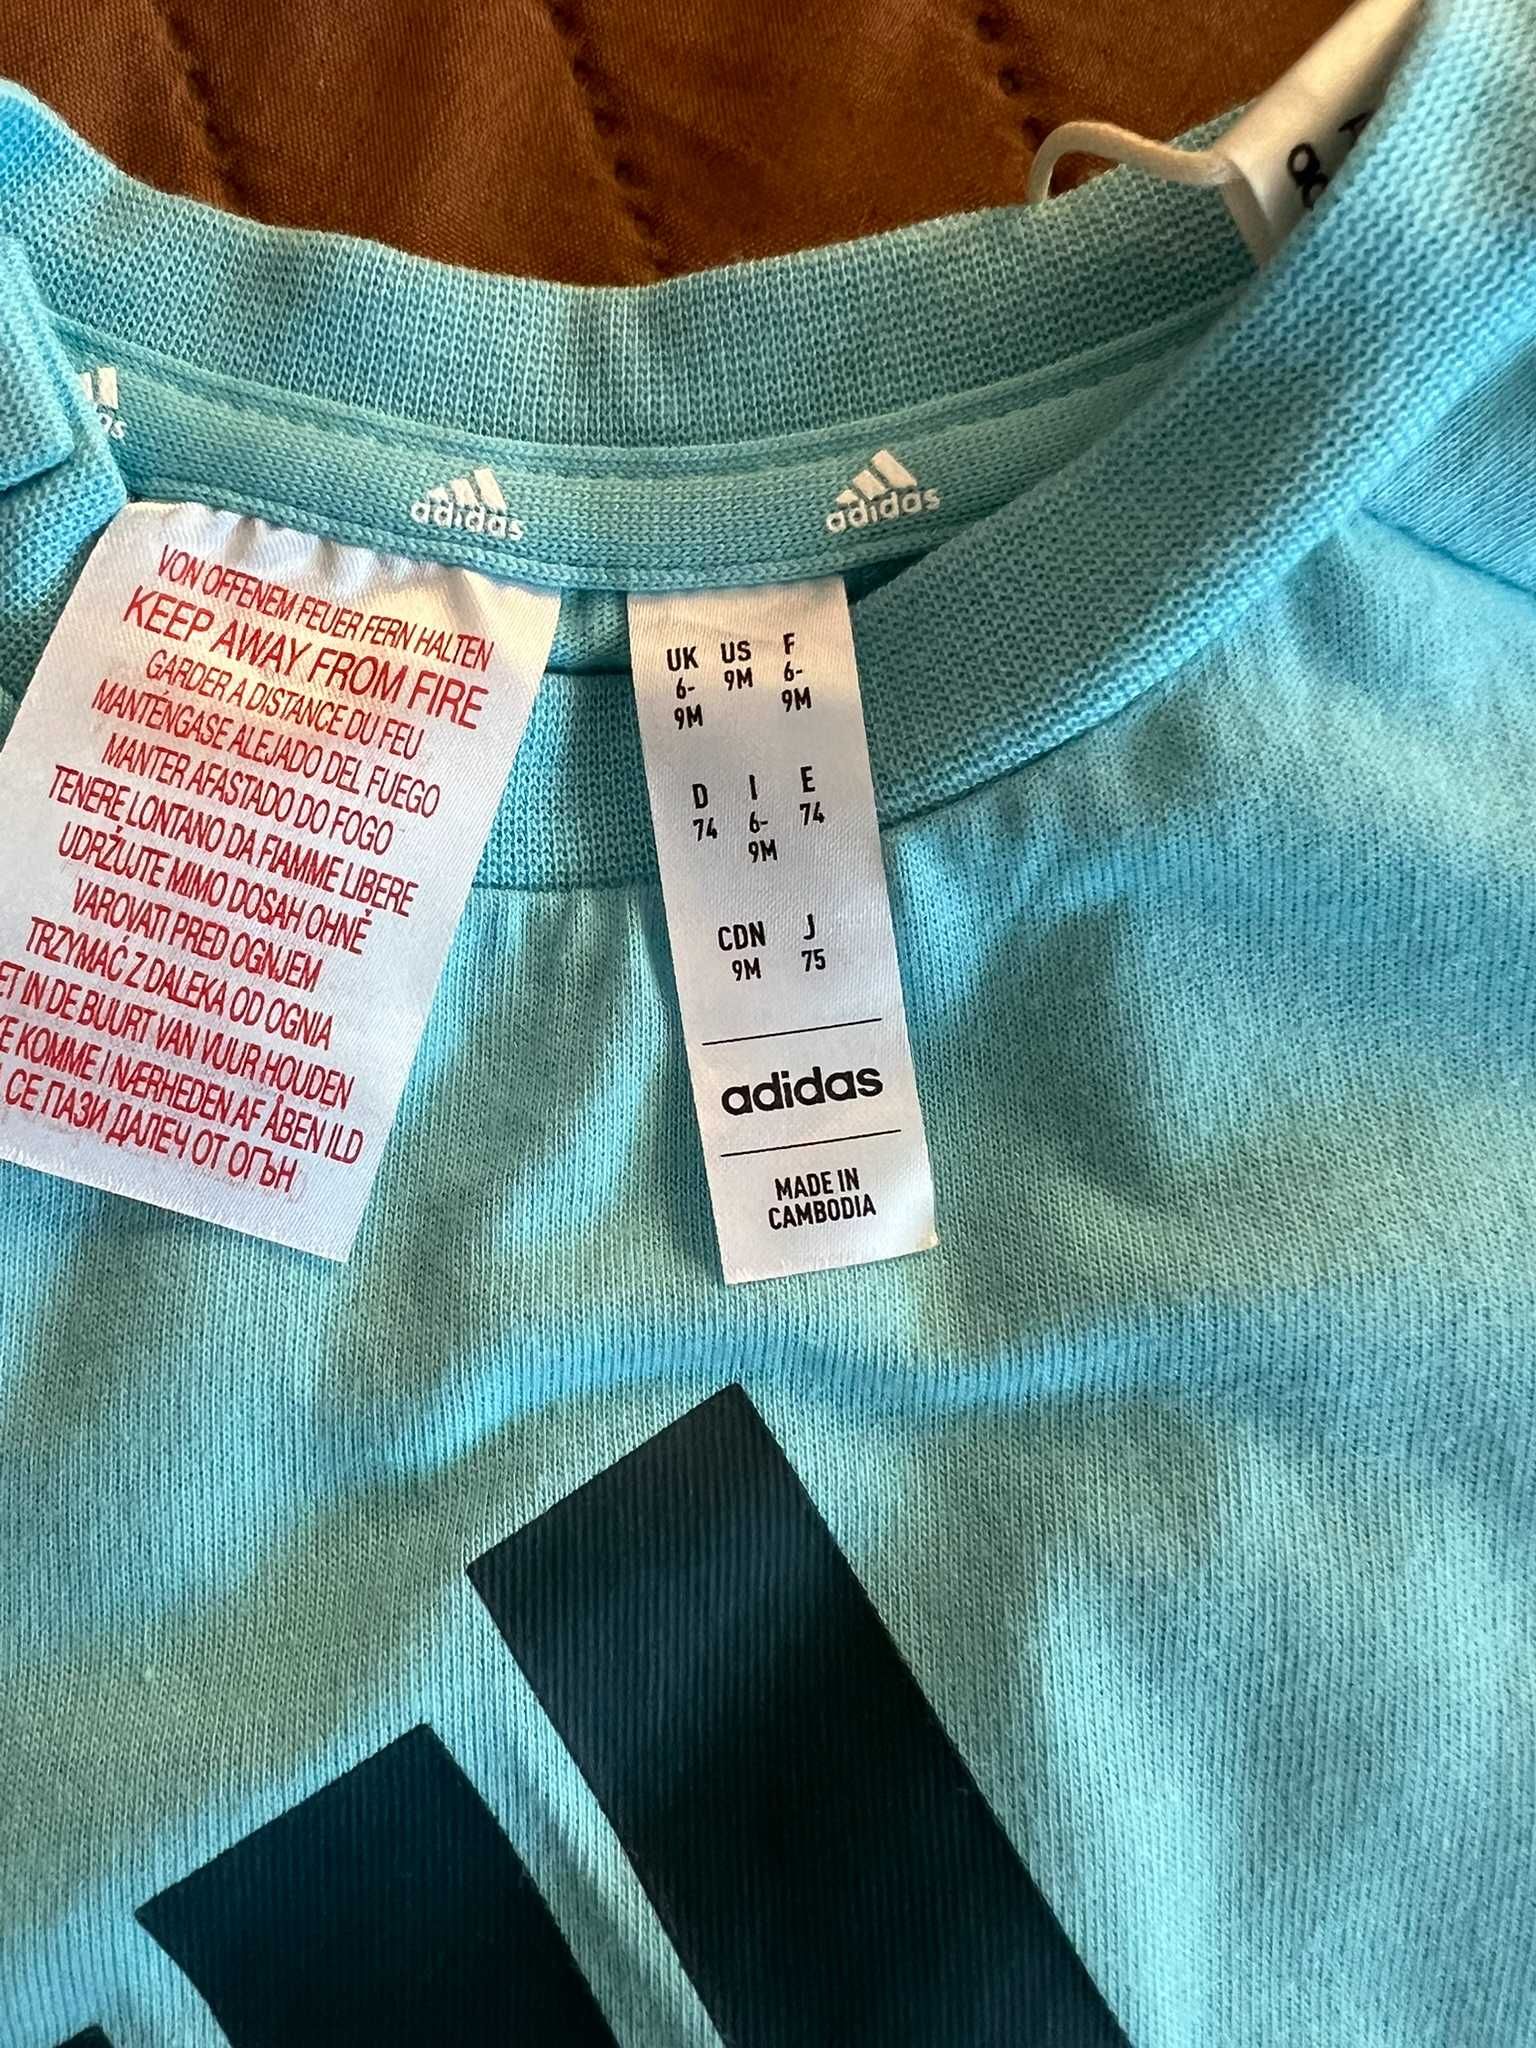 adidas
adidas
VON OFFENEM FEUER FERN HALTEN
KEEP AWAY FROM FIRE
GARDER A DISTANCE DU FEU
MANTÉNGASE ALEJADO DEL FUEGO
MANTER AFASTADO DO FOGO
TENERE LONTANO DA FIAMME LIBERE
UDRŽUJTE MIMO DOSAH OHNĚ
VAROVATI PRED OGNJEM
TRZYMAĆ Z DALEKA OD OGNIA
IN DE BUURT VAN VUUR HOUDEN
KOMME I NÆRHEDEN AF ÅBEN ILD
СЕ ПАЗИ ДАЛЕЧ ОТ ОГЪН
UK US F
6- 9M 6-
9M 9M
D I E
74 6- 74
9M
CDN J
9M 75
adidas
MADE IN
CAMBODIA